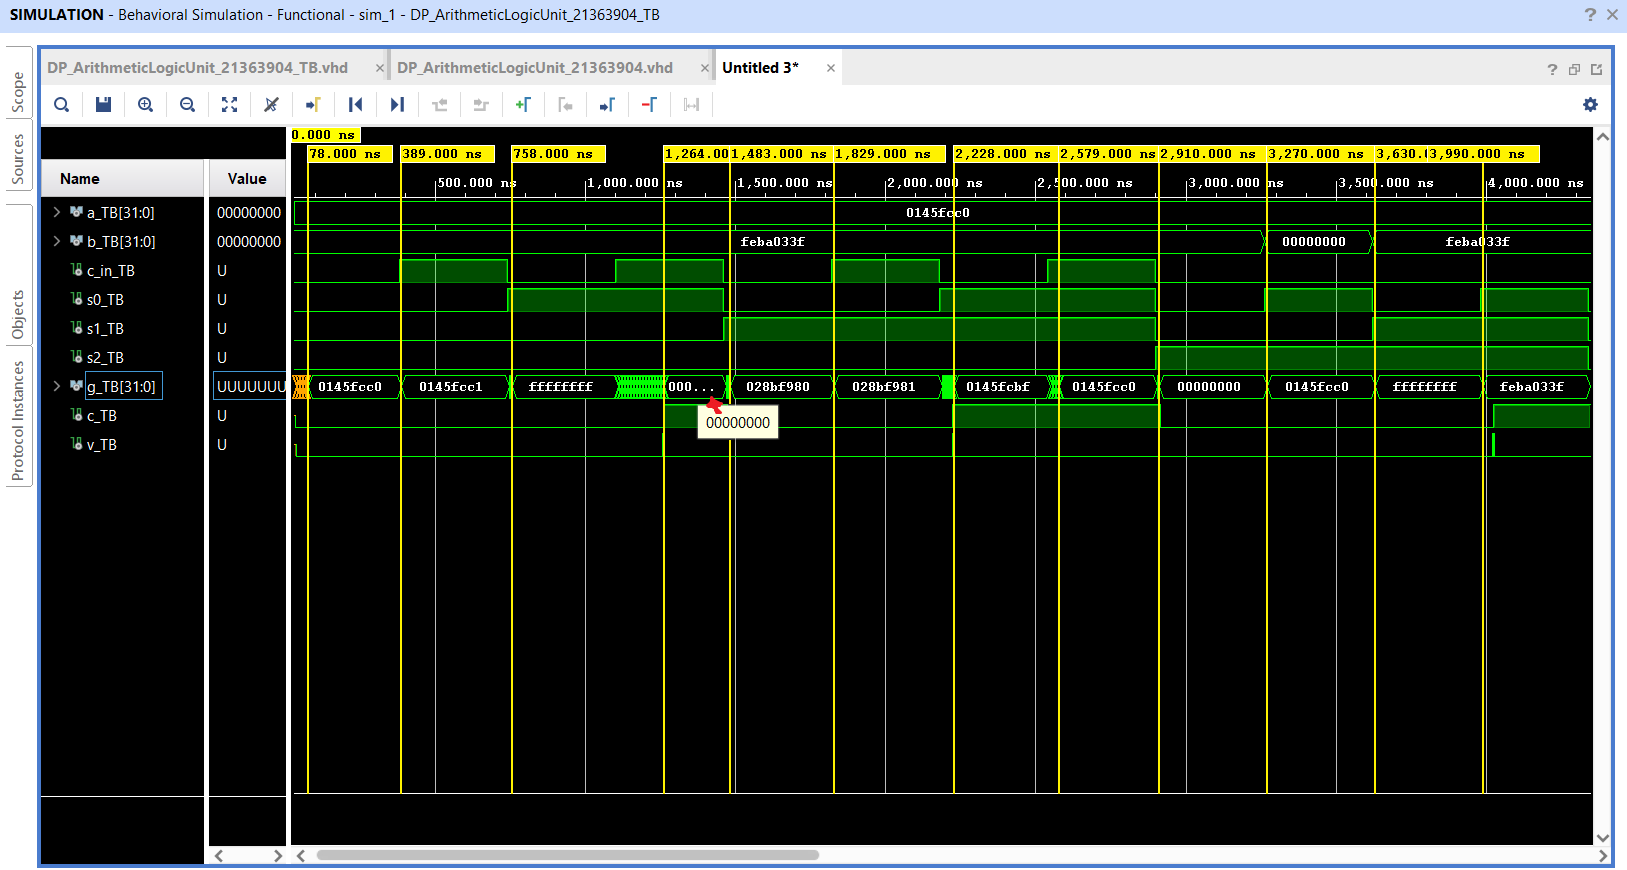 SIMULATION - Behavioral Simulation - Functional - sim_1 - DP_ArithmeticLogicUnit_21363904_TB
Scope
Sources
Objects
Protocol Instances
DP_ArithmeticLogicUnit_21363904_TB.vhd
DP_ArithmeticLogicUnit_21363904.vhd
Untitled 3*
0.000 ns
78.000 ns 389.000 ns 758.000 ns 1,264.00 1,483.000 ns 1,829.000 ns 2,228.000 ns 2,579.000 ns 2,910.000 ns 3,270.000 ns 3,630.0 3,990.000 ns
Name Value
500.000 ns 1,000.000 ns 1,500.000 ns 2,000.000 ns 2,500.000 ns 3,000.000 ns 3,500.000 ns 4,000.000 ns
a_TB[31:0] 00000000 0145fcc0
b_TB[31:0] 00000000 feba033f 00000000 feba033f
c_in_TB U
s0_TB U
s1_TB U
s2_TB U
g_TB[31:0] UUUUUUU 0145fcc0 0145fcc1 ffffffff 000... 028bf980 028bf981 0145fcbf 0145fcc0 00000000 0145fcc0 ffffffff feba033f
c_TB U
00000000
v_TB U